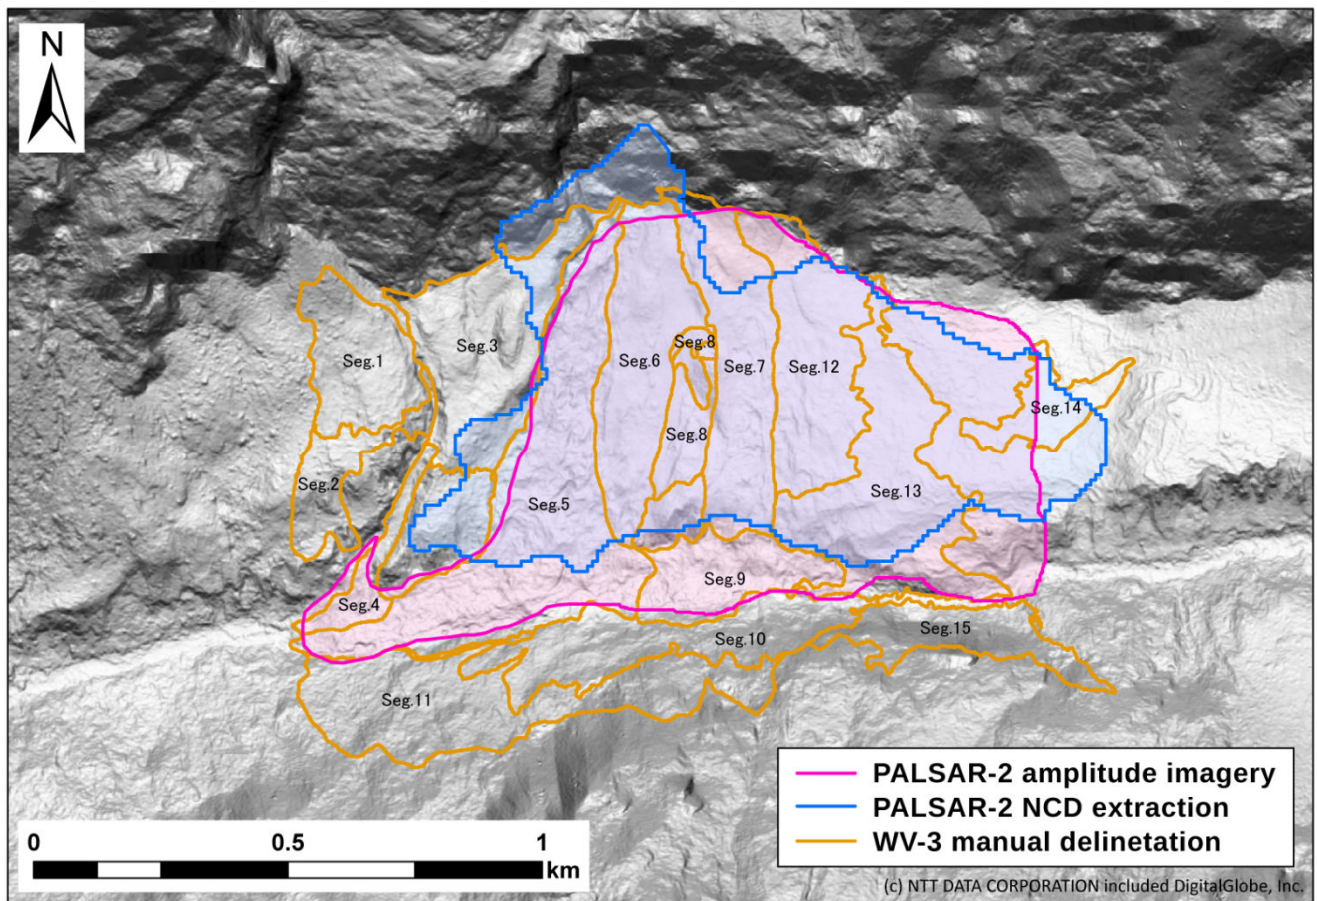 N
Seg.1
Seg.3
Seg.8
Seg.6
Seg.7
Seg.12
Seg.14
Seg.8
Seg.2
Seg.5
Seg.13
Seg.9
Seg.4
Seg.15
Seg.10
Seg.11
PALSAR-2 amplitude imagery
PALSAR-2 NCD extraction
WV-3 manual delinetation
0 0.5 1
km
(c) NTT DATA CORPORATION included DigitalGlobe, Inc.